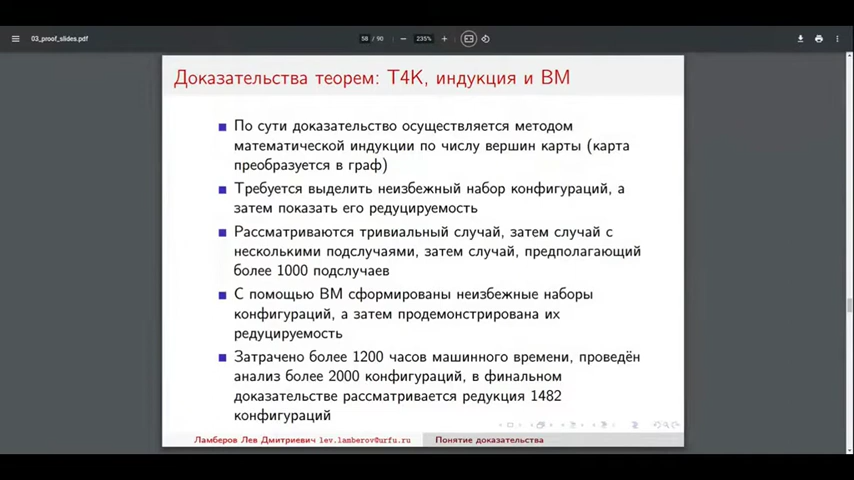 03_proof_slides.pdf
58 / 90
235%
Доказательства теорем: Т4К, индукция и ВМ
По сути доказательство осуществляется методом
математической индукции по числу вершин карты (карта
преобразуется в граф)
Требуется выделить неизбежный набор конфигураций, а
затем показать его редуцируемость
Рассматриваются тривиальный случай, затем случай с
несколькими подслучаями, затем случай, предполагающий
более 1000 подслучаев
С помощью ВМ сформированы неизбежные наборы
конфигураций, а затем продемонстрирована их
редуцируемость
Затрачено более 1200 часов машинного времени, проведён
анализ более 2000 конфигураций, в финальном
доказательстве рассматривается редукция 1482
конфигураций
Ламберов Лев Дмитриевич lev.lamberov@urfu.ru
Понятие доказательства